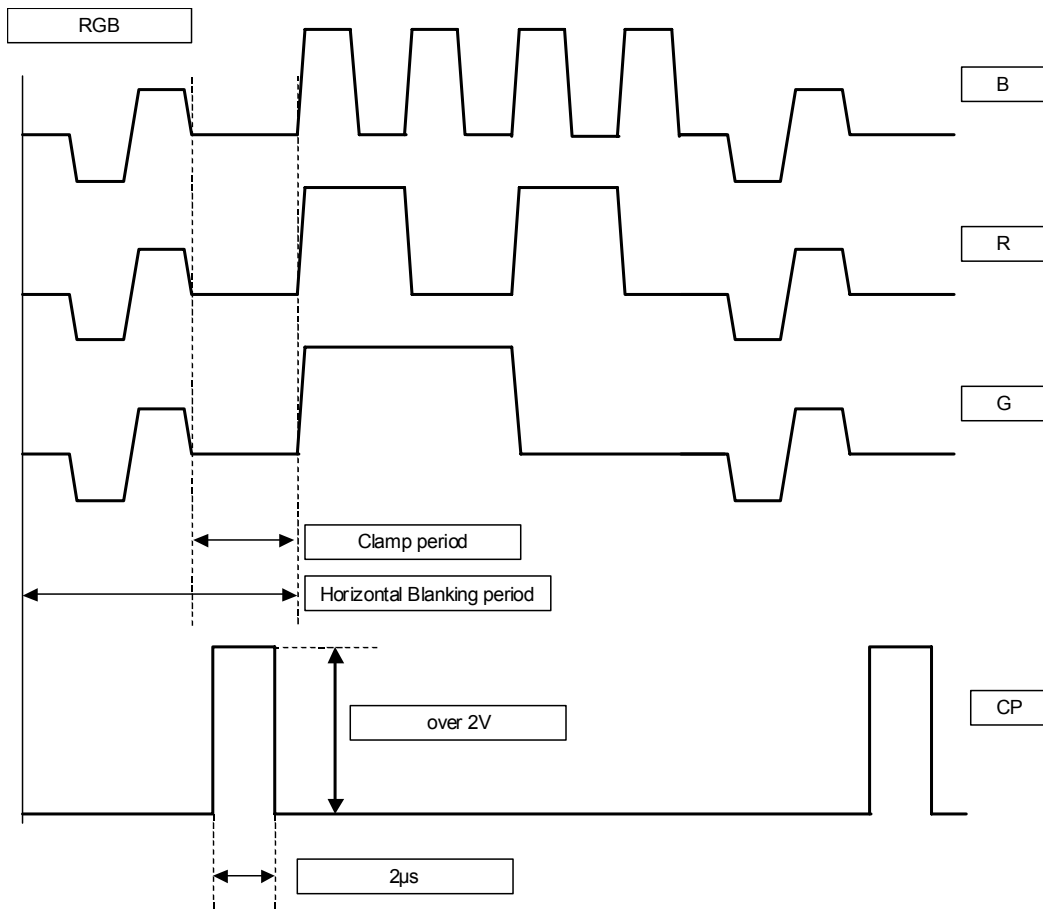 RGB
B
R
G
Clamp period
Horizontal Blanking period
over 2V
CP
2µs